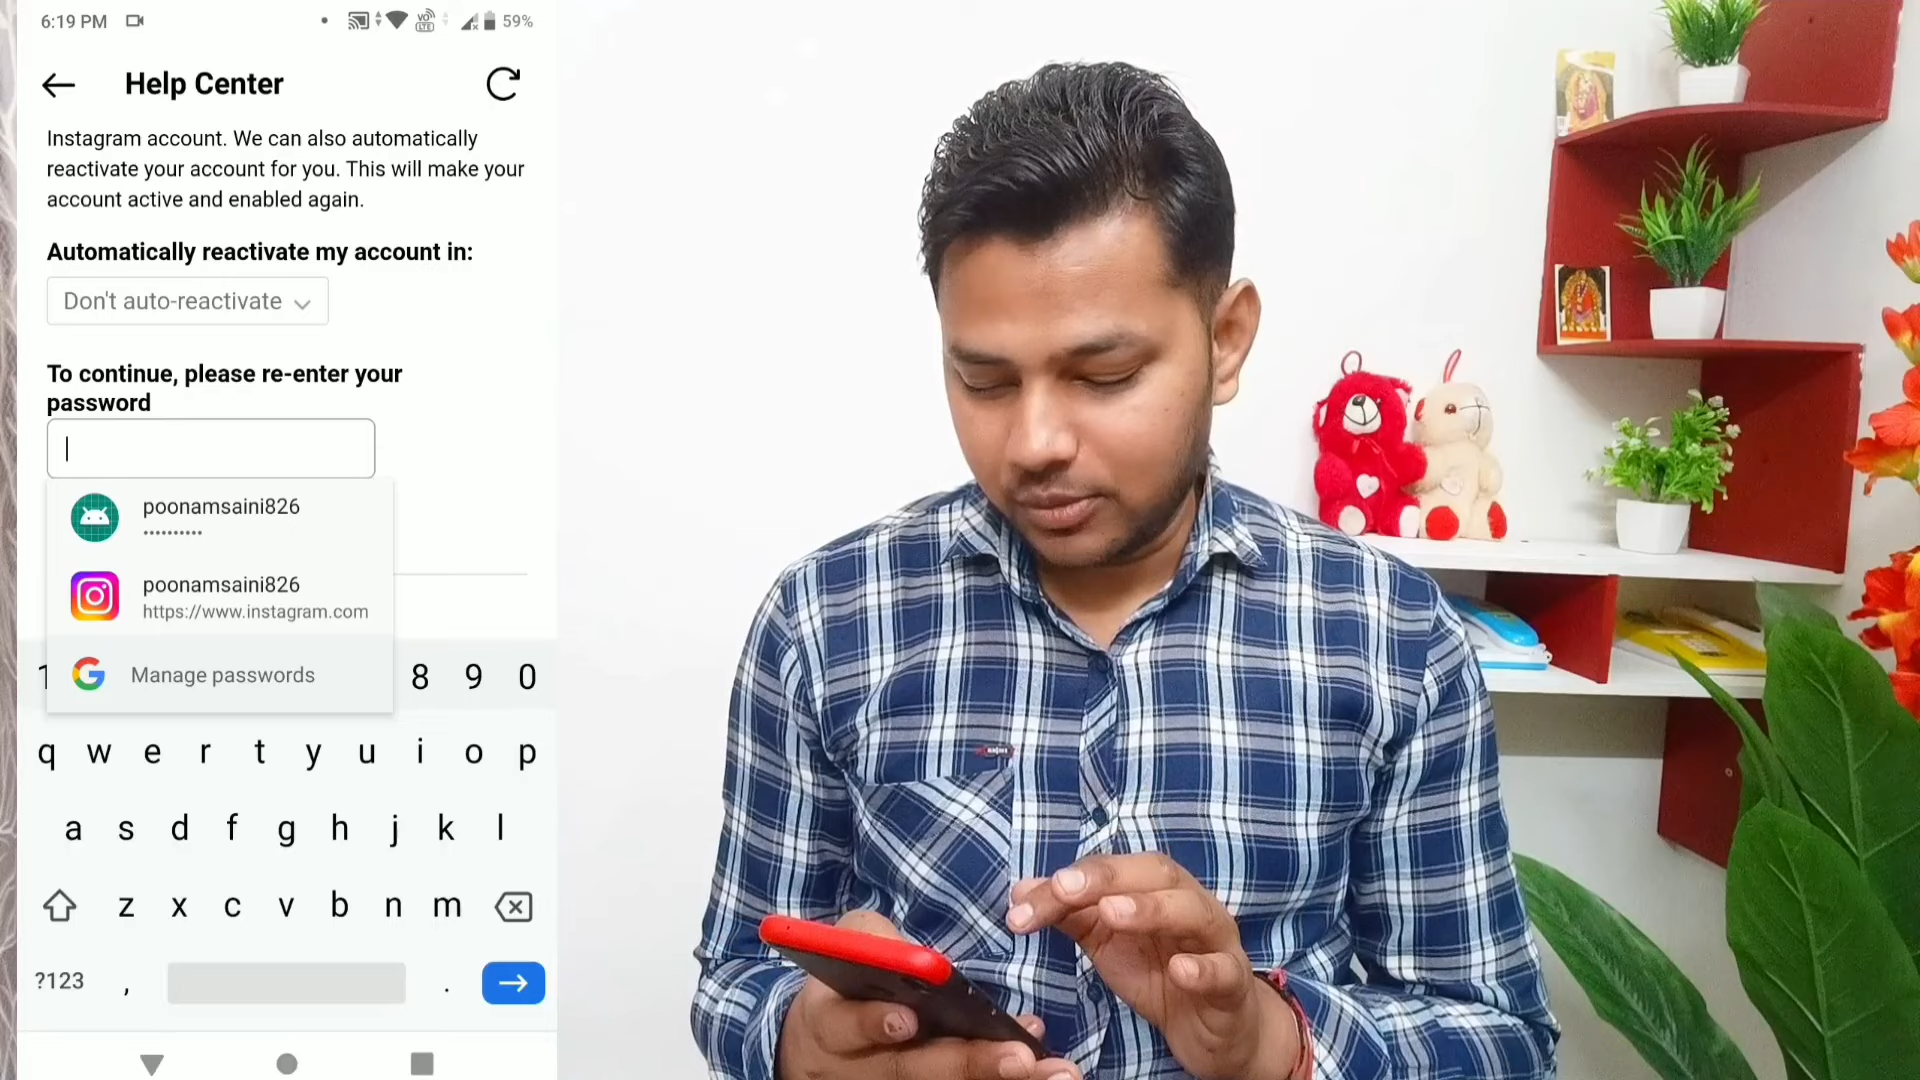 6:19 PM
VO
LTE
59%
Help Center
Instagram account. We can also automatically
reactivate your account for you. This will make your
account active and enabled again.
Automatically reactivate my account in:
Don't auto-reactivate
To continue, please re-enter your
password
poonamsaini826
••••••••••
poonamsaini826
https://www.instagram.com
Manage passwords
1 8 9 0
q w e r t y u i o p
a s d f g h j k l
z x c v b n m
?123 , .